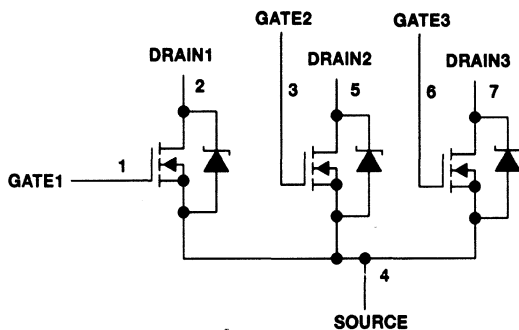 GATE2
GATE3
DRAIN1
DRAIN2
DRAIN3
2
3
5
6
7
1
GATE1
4
SOURCE